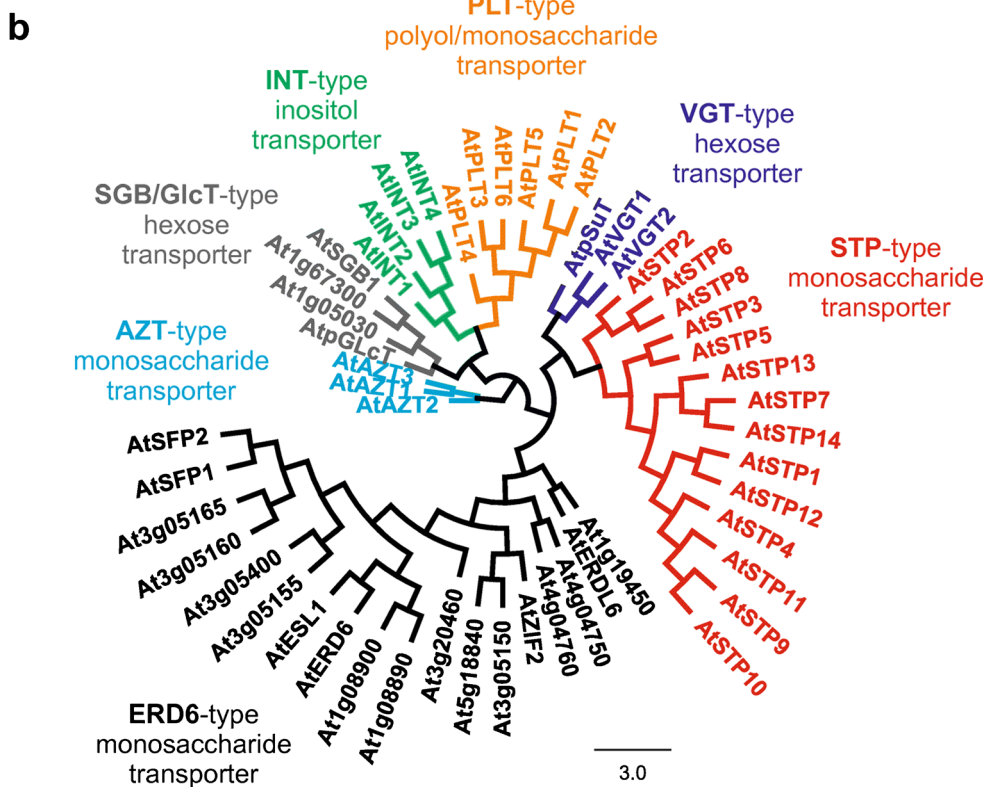 b
PLT-type
polyol/monosaccharide
transporter
INT-type
inositol
transporter
VGT-type
hexose
transporter
SGB/GlcT-type
hexose
transporter
STP-type
monosaccharide
transporter
AZT-type
monosaccharide
transporter
ERD6-type
monosaccharide
transporter
AtAZT2
AtAZT1
AtAZT3
AtpGLcT
At1g05030
At1g67300
AtSGB1
AtINT1
AtINT2
AtINT3
AtINT4
AtPLT4
AtPLT3
AtPLT6
AtPLT5
AtPLT1
AtPLT2
AtpSuT
AtVGT1
AtVGT2
AtSTP2
AtSTP6
AtSTP8
AtSTP3
AtSTP5
AtSTP13
AtSTP7
AtSTP14
AtSTP1
AtSTP12
AtSTP4
AtSTP11
AtSTP9
AtSTP10
At1g19450
AtERDL6
At4g04750
At4g04760
AtZIF2
At3g05150
At5g18840
At3g20460
At1g08890
At1g08900
AtERD6
AtESL1
At3g05155
At3g05400
At3g05160
At3g05165
AtSFP1
AtSFP2
3.0